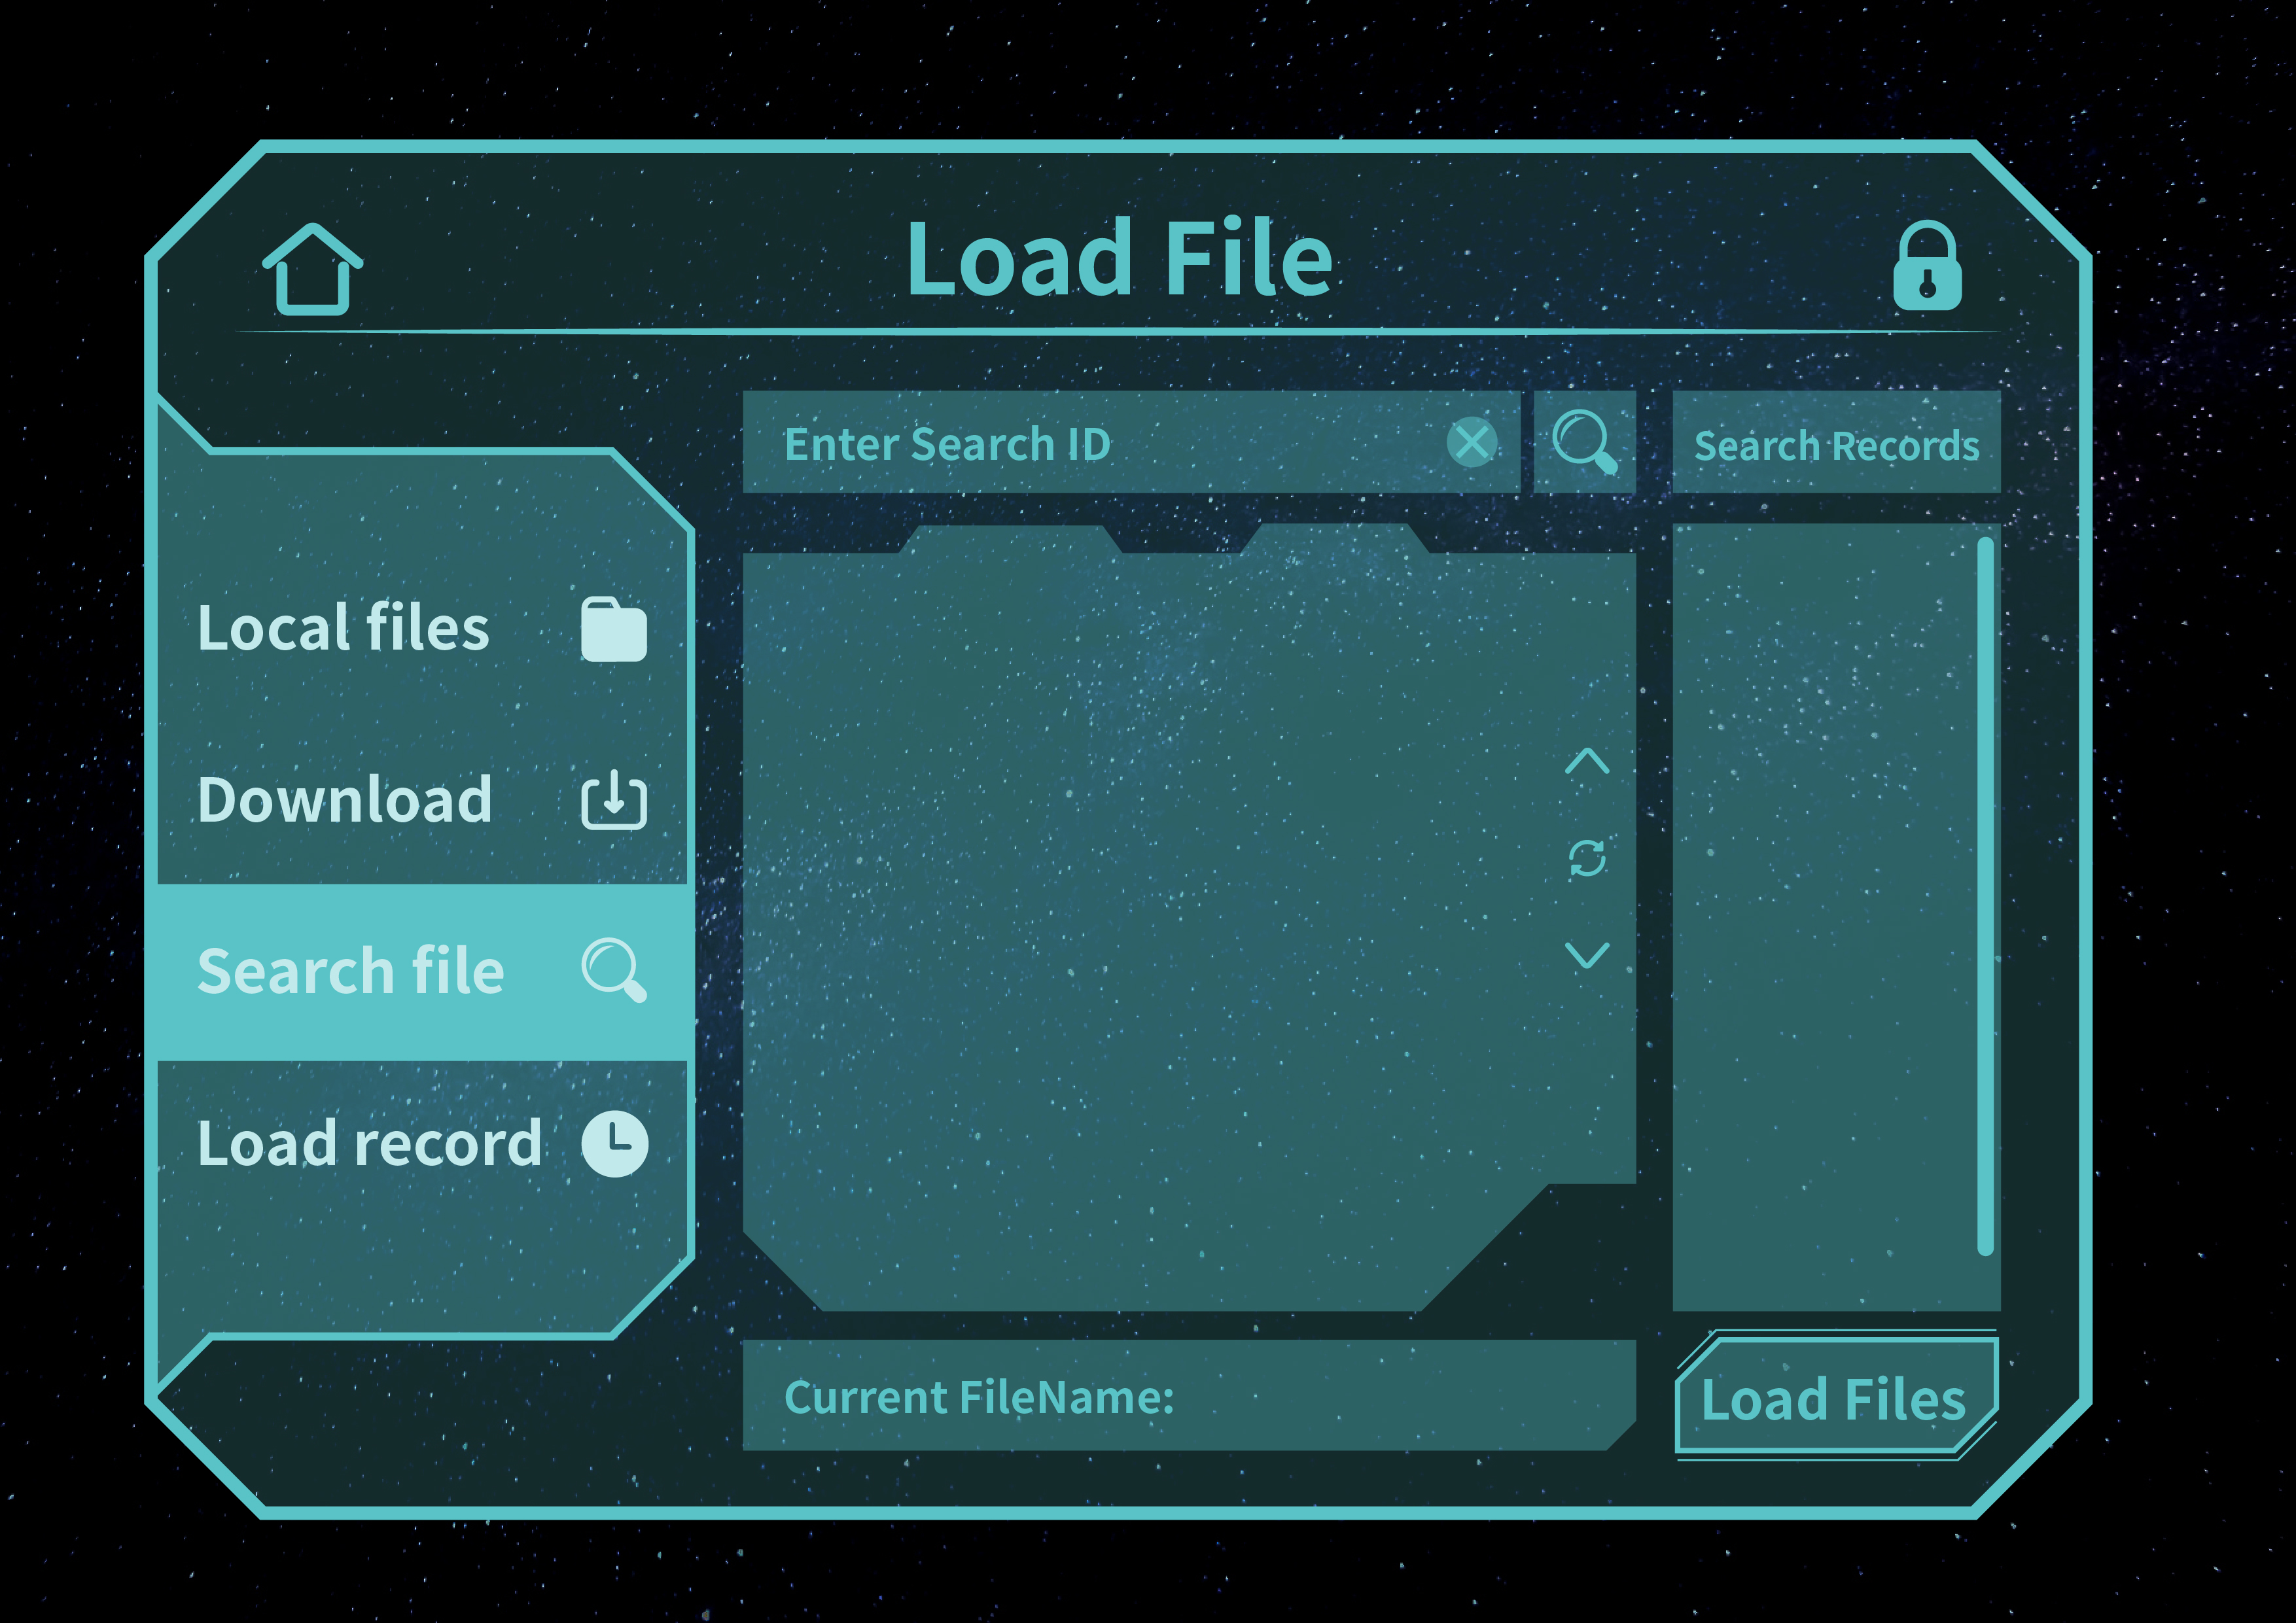 Load File
Enter Search ID
Search Records
Local files
Download
Search file
Load record
Current FileName:
Load Files